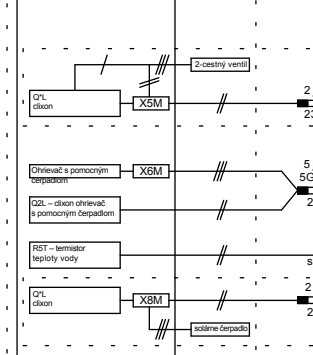 2-cestný ventil
Q*L
clixon
X5M
2
23
Ohrievač s pomocným
čerpadlom
X6M
5
5G
Q2L – clixon ohrievač
s pomocným čerpadlom
2
R5T – termistor
teploty vody
s
Q*L
clixon
X8M
2
2
solárne čerpadlo